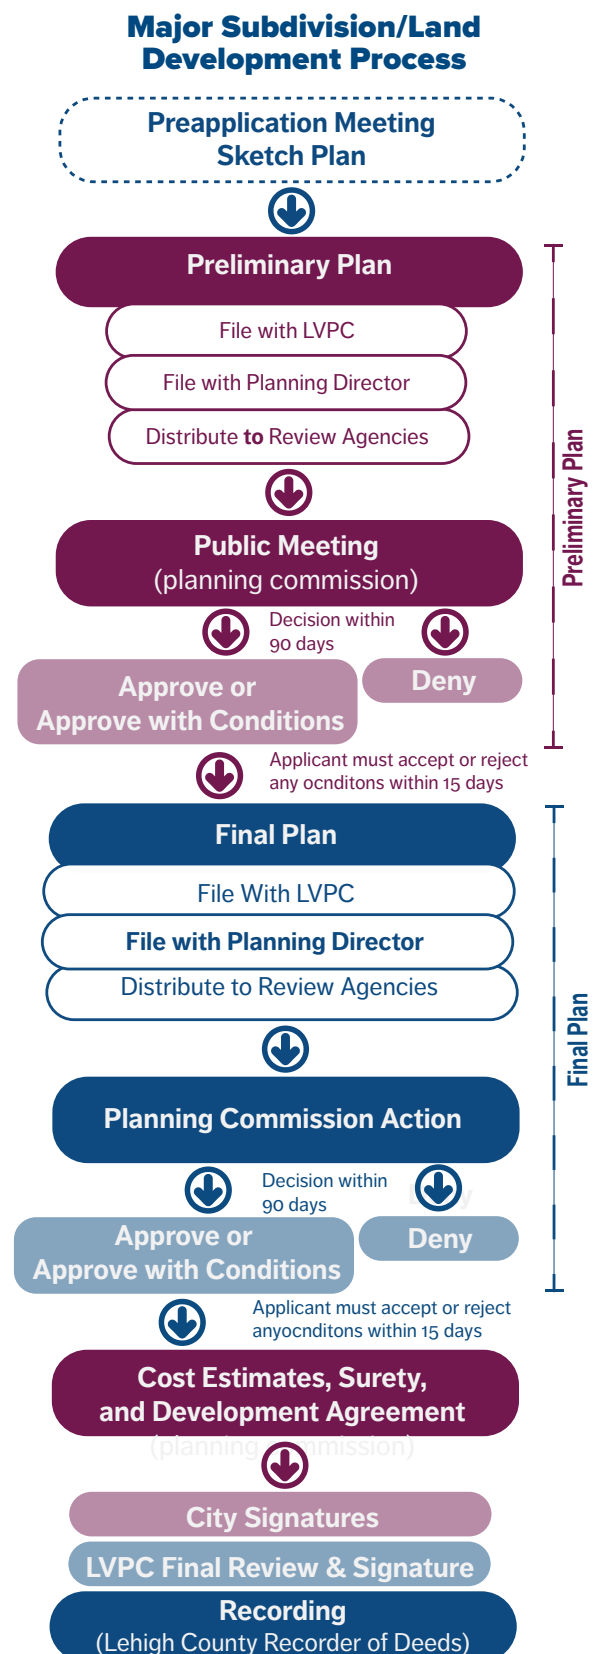 Major Subdivision/Land
Development Process
Preapplication Meeting
Sketch Plan
Preliminary Plan
File with LVPC
File with Planning Director
Distribute to Review Agencies
Public Meeting
(planning commission)
Decision within
90 days
Approve or
Approve with Conditions
Deny
Applicant must accept or reject
any ocnditons within 15 days
Preliminary Plan
Final Plan
File With LVPC
File with Planning Director
Distribute to Review Agencies
Planning Commission Action
Decision within
90 days
Approve or
Approve with Conditions
Deny
Applicant must accept or reject
anyocnditons within 15 days
Final Plan
Cost Estimates, Surety,
and Development Agreement
(planning commission)
City Signatures
LVPC Final Review & Signature
Recording
(Lehigh County Recorder of Deeds)